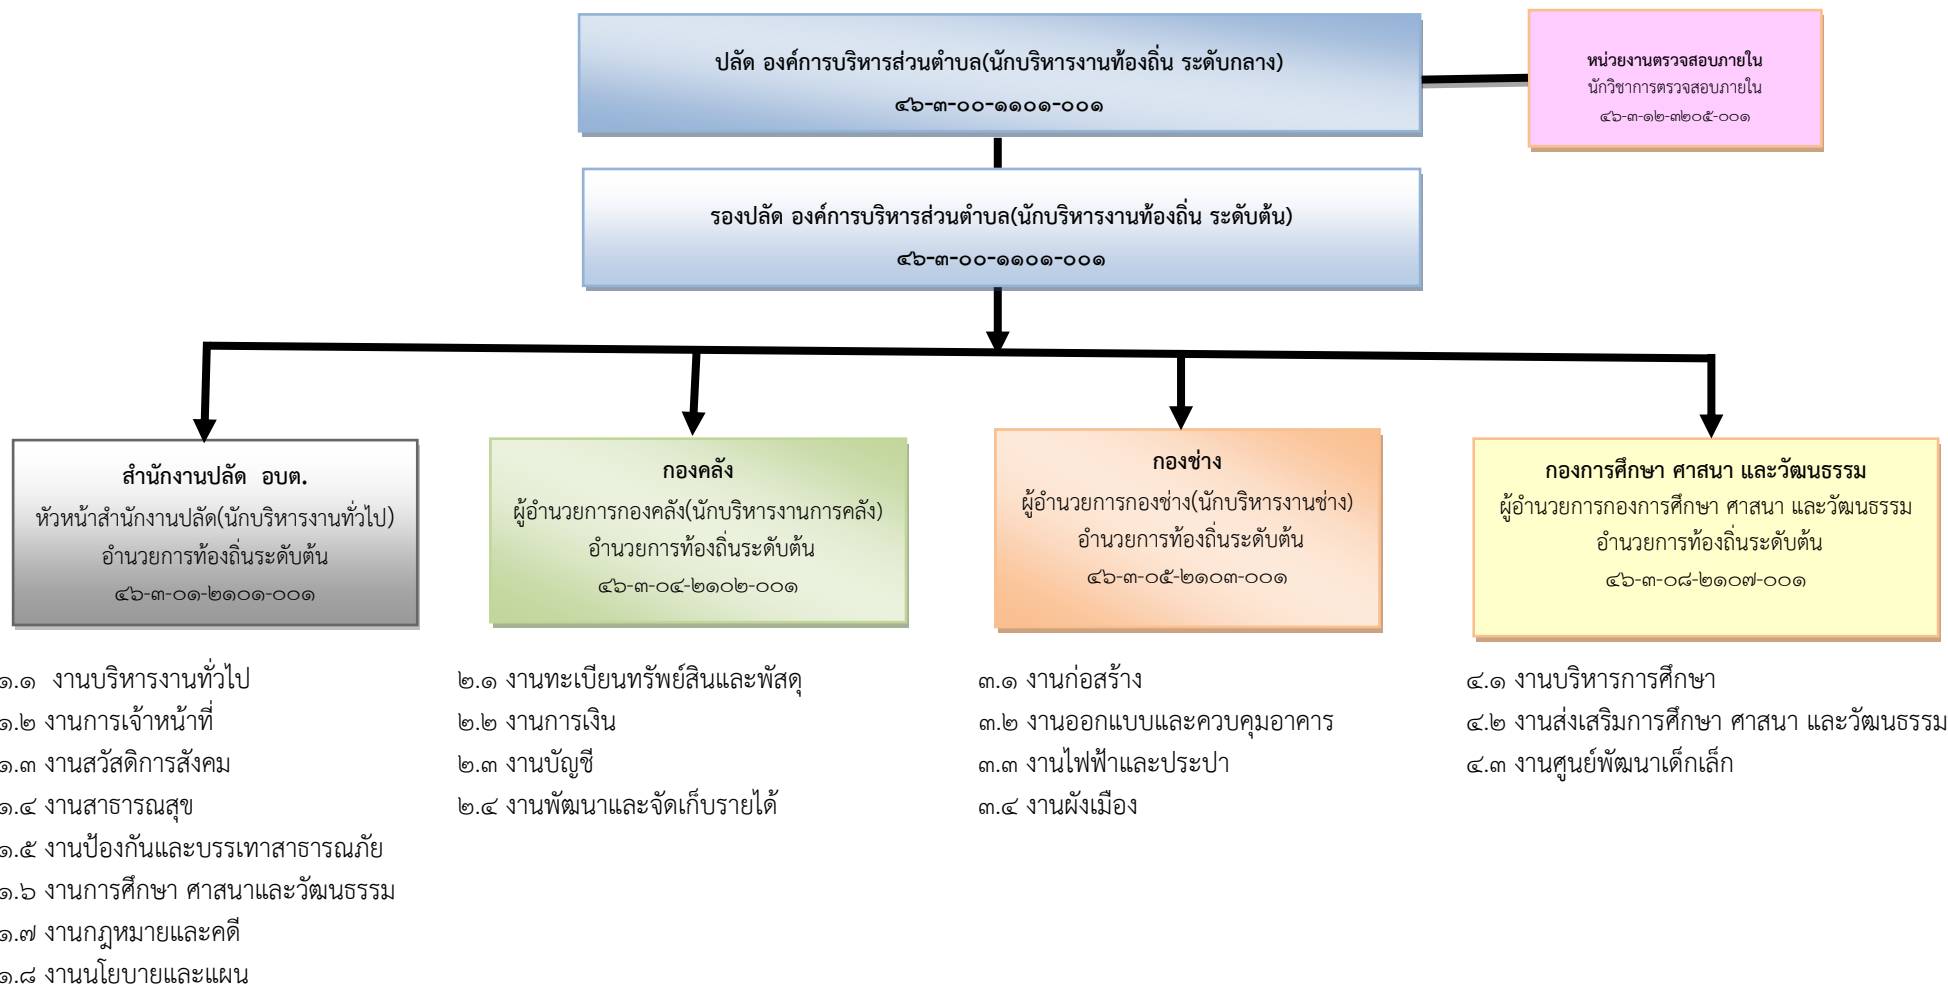 ปลัด องค์การบริหารส่วนตำบล(นักบริหารงานท้องถิ่น ระดับกลาง)
๔๖-๓-๐๐-๑๑๐๑-๐๐๑
หน่วยงานตรวจสอบภายใน
นักวิชาการตรวจสอบภายใน
๔๖-๓-๑๒-๓๒๐๕-๐๐๑
รองปลัด องค์การบริหารส่วนตำบล(นักบริหารงานท้องถิ่น ระดับต้น)
๔๖-๓-๐๐-๑๑๐๑-๐๐๑
สำนักงานปลัด อบต.
หัวหน้าสำนักงานปลัด(นักบริหารงานทั่วไป)
อำนวยการท้องถิ่นระดับต้น
๔๖-๓-๐๑-๒๑๐๑-๐๐๑
กองคลัง
ผู้อำนวยการกองคลัง(นักบริหารงานการคลัง)
อำนวยการท้องถิ่นระดับต้น
๔๖-๓-๐๔-๒๑๐๒-๐๐๑
กองช่าง
ผู้อำนวยการกองช่าง(นักบริหารงานช่าง)
อำนวยการท้องถิ่นระดับต้น
๔๖-๓-๐๕-๒๑๐๓-๐๐๑
กองการศึกษา ศาสนา และวัฒนธรรม
ผู้อำนวยการกองการศึกษา ศาสนา และวัฒนธรรม
อำนวยการท้องถิ่นระดับต้น
๔๖-๓-๐๘-๒๑๐๗-๐๐๑
๑.๑ งานบริหารงานทั่วไป
๑.๒ งานการเจ้าหน้าที่
๑.๓ งานสวัสดิการสังคม
๑.๔ งานสาธารณสุข
๑.๕ งานป้องกันและบรรเทาสาธารณภัย
๑.๖ งานการศึกษา ศาสนาและวัฒนธรรม
๑.๗ งานกฎหมายและคดี
๑.๘ งานนโยบายและแผน
๒.๑ งานทะเบียนทรัพย์สินและพัสดุ
๒.๒ งานการเงิน
๒.๓ งานบัญชี
๒.๔ งานพัฒนาและจัดเก็บรายได้
๓.๑ งานก่อสร้าง
๓.๒ งานออกแบบและควบคุมอาคาร
๓.๓ งานไฟฟ้าและประปา
๓.๔ งานผังเมือง
๔.๑ งานบริหารการศึกษา
๔.๒ งานส่งเสริมการศึกษา ศาสนา และวัฒนธรรม
๔.๓ งานศูนย์พัฒนาเด็กเล็ก